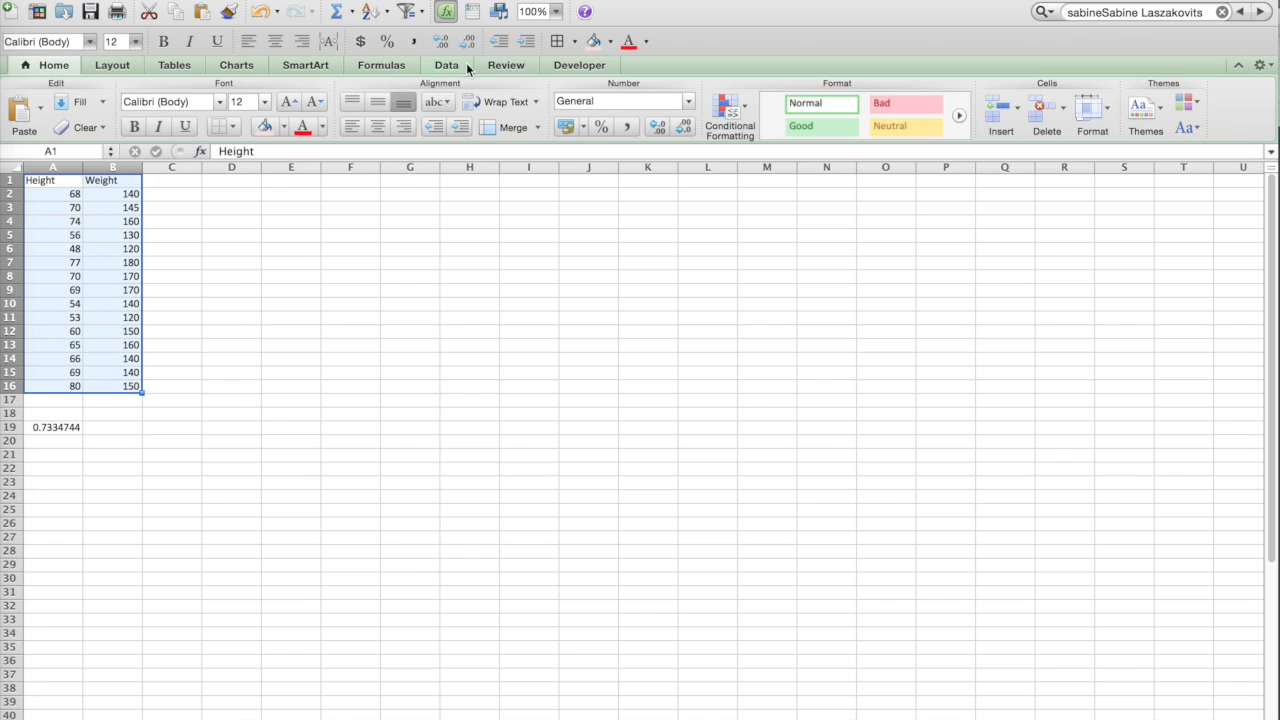 100% sabineSabine Laszakovits
Calibri (Body) 12 B I U A $ % , A
Home Layout Tables Charts SmartArt Formulas Data Review Developer
Edit Font Alignment Number Format Cells Themes
Fill Calibri (Body) 12 A A abc Wrap Text General Normal Bad
Paste Clear B I U A Merge % , Conditional Formatting Good Neutral Insert Delete Format Themes Aa
A1 fx Height
A B C D E F G H I J K L M N O P Q R S T U
1 Height Weight
2 68 140
3 70 145
4 74 160
5 56 130
6 48 120
7 77 180
8 70 170
9 69 170
10 54 140
11 53 120
12 60 150
13 65 160
14 66 140
15 69 140
16 80 150
17
18
19 0.7334744
20
21
22
23
24
25
26
27
28
29
30
31
32
33
34
35
36
37
38
39
40